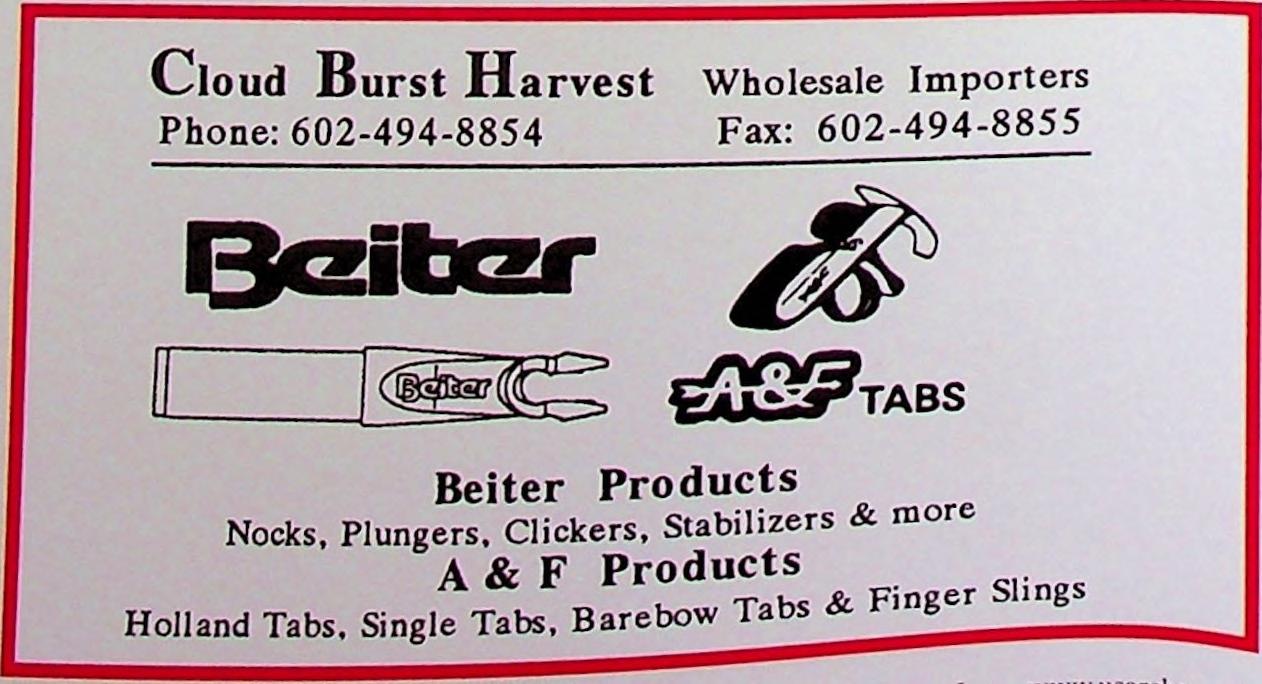 Cloud Burst Harvest Wholesale Importers
Phone: 602-494-8854 Fax: 602-494-8855
Beiter
Beiter
A&F TABS
Beiter Products
Nocks, Plungers, Clickers, Stabilizers & more
A & F Products
Holland Tabs, Single Tabs, Barebow Tabs & Finger Slings